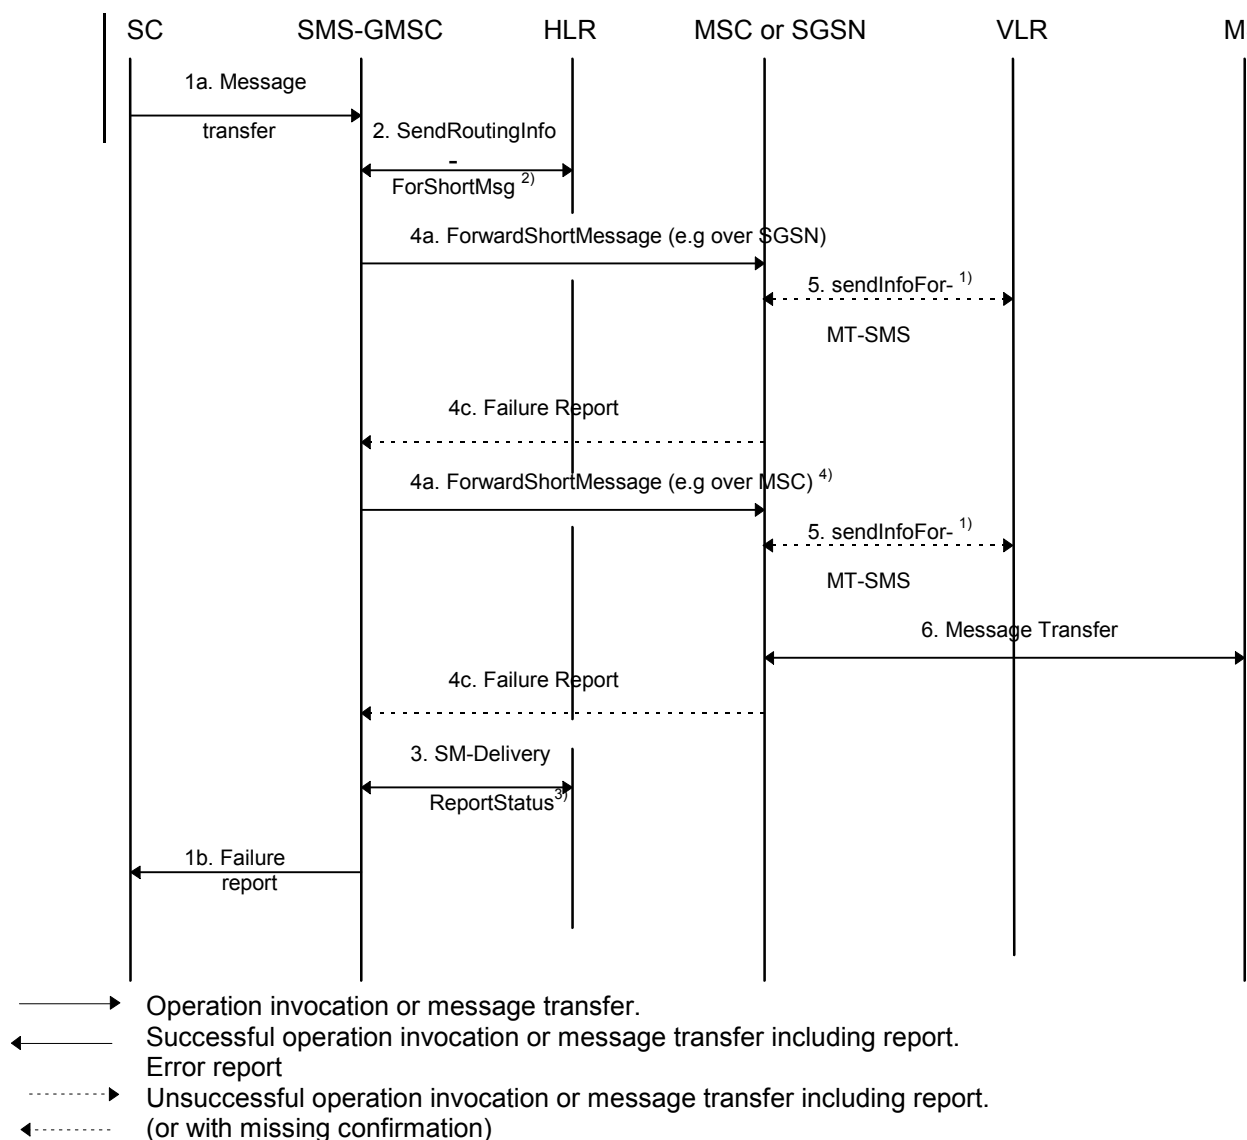 SC SMS-GMSC HLR MSC or SGSN VLR M
1a. Message
transfer
2. SendRoutingInfo
-
ForShortMsg 2)
4a. ForwardShortMessage (e.g over SGSN)
5. sendInfoFor- 1)
MT-SMS
4c. Failure Report
4a. ForwardShortMessage (e.g over MSC) 4)
5. sendInfoFor- 1)
MT-SMS
6. Message Transfer
4c. Failure Report
3. SM-Delivery
ReportStatus3)
1b. Failure
report
Operation invocation or message transfer.
Successful operation invocation or message transfer including report.
Error report
Unsuccessful operation invocation or message transfer including report.
(or with missing confirmation)